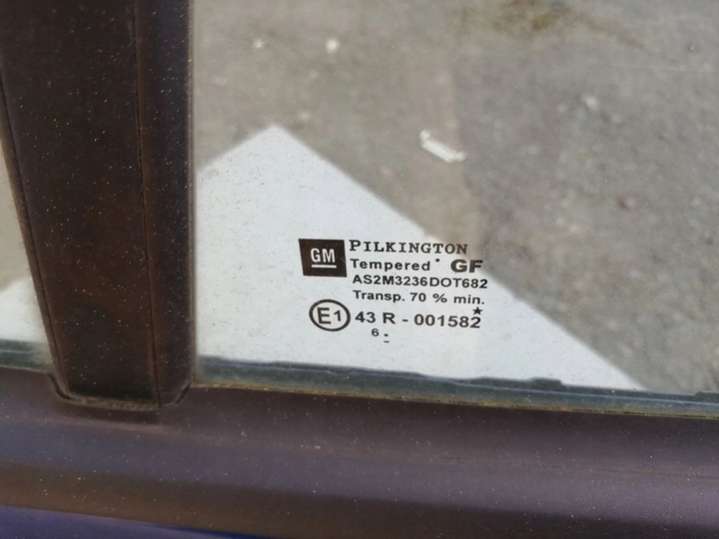 GM PILKINGTON
Tempered GF
AS2M3236DOT682
Transp. 70 % min.
E1 43 R - 001582
6